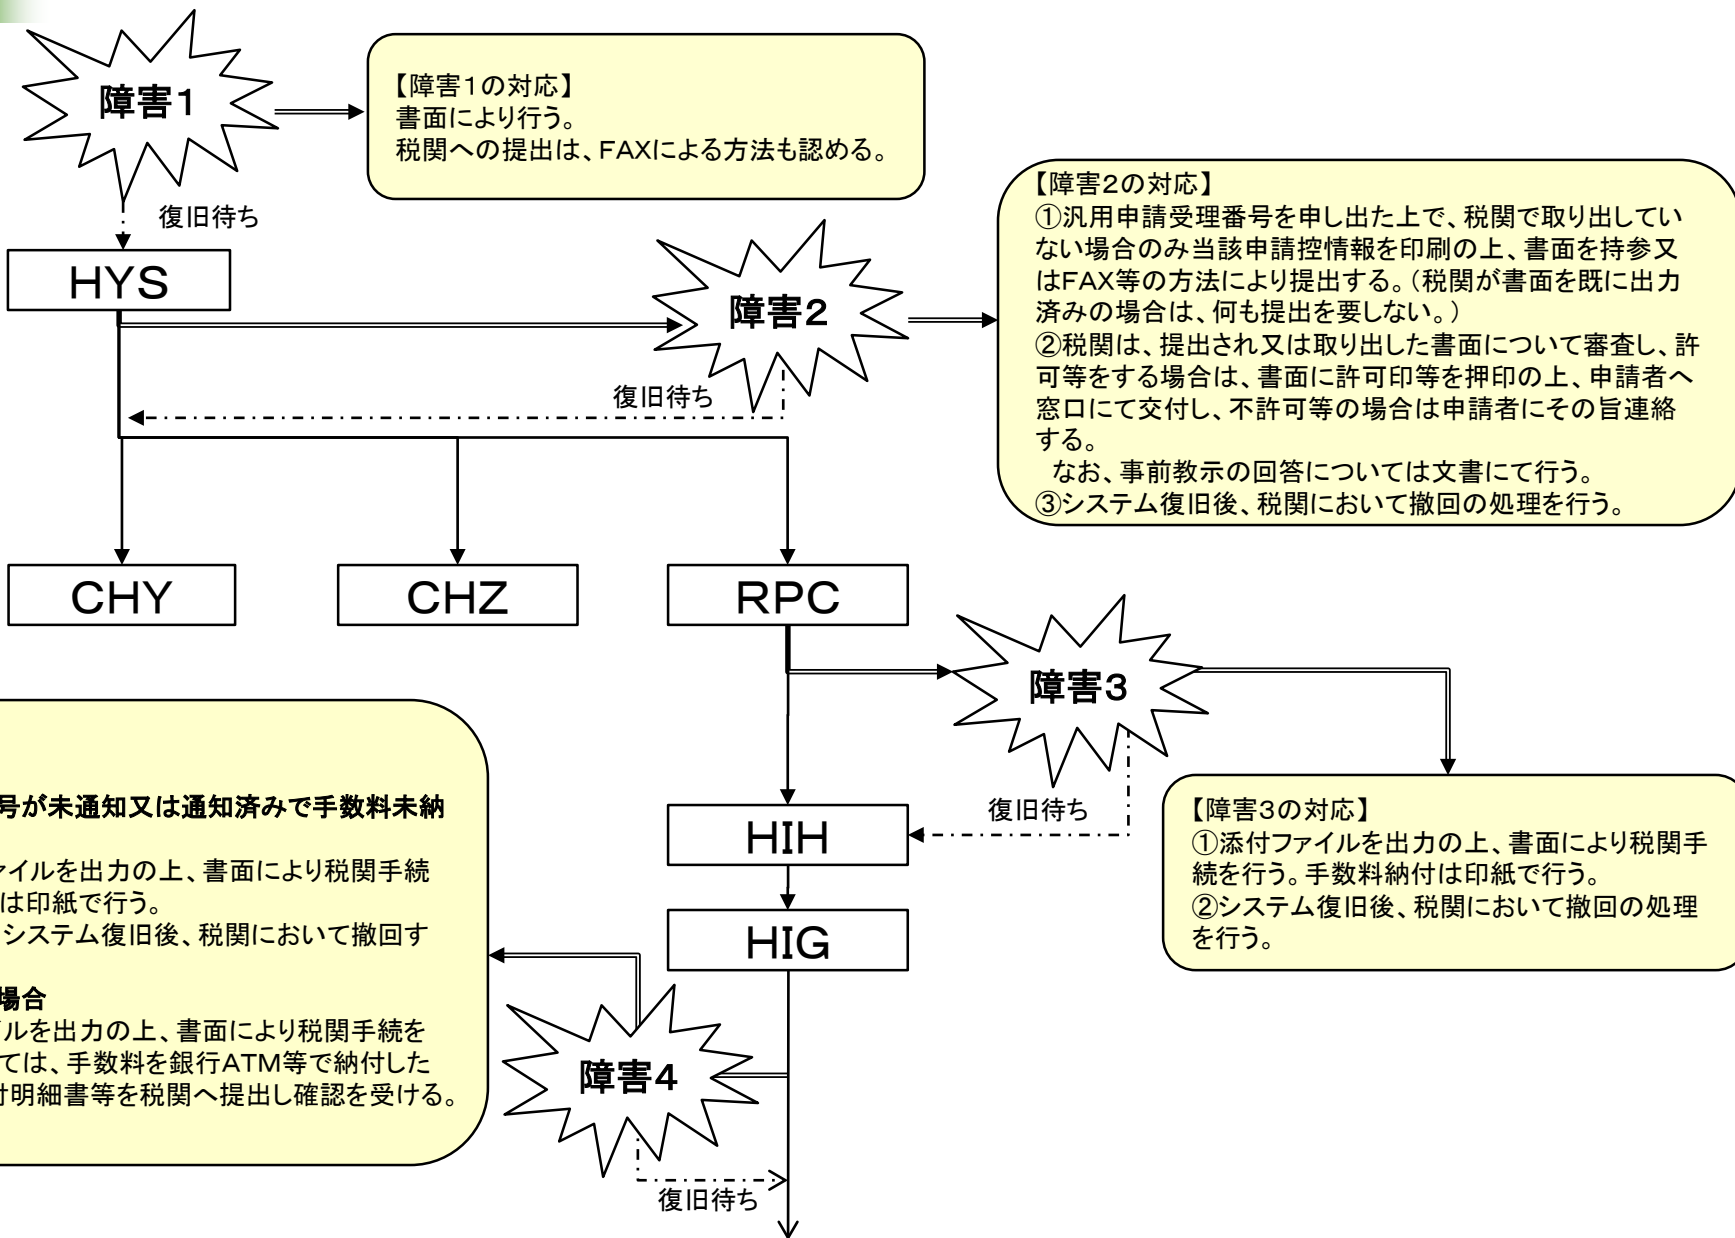 障害1
【障害1の対応】
書面により行う。
税関への提出は、FAXによる方法も認める。
復旧待ち
HYS
障害2
【障害2の対応】
①汎用申請受理番号を申し出た上で、税関で取り出してい
ない場合のみ当該申請控情報を印刷の上、書面を持参又
はFAX等の方法により提出する。（税関が書面を既に出力
済みの場合は、何も提出を要しない。）
②税関は、提出され又は取り出した書面について審査し、許
可等をする場合は、書面に許可印等を押印の上、申請者へ
窓口にて交付し、不許可等の場合は申請者にその旨連絡
する。
なお、事前教示の回答については文書にて行う。
③システム復旧後、税関において撤回の処理を行う。
復旧待ち
CHY
CHZ
RPC
障害3
復旧待ち
【障害3の対応】
①添付ファイルを出力の上、書面により税関手
続を行う。手数料納付は印紙で行う。
②システム復旧後、税関において撤回の処理
を行う。
HIH
HIG
号が未通知又は通知済みで手数料未納
ァイルを出力の上、書面により税関手続
は印紙で行う。
システム復旧後、税関において撤回す
場合
イルを出力の上、書面により税関手続を
ては、手数料を銀行ATM等で納付した
付明細書等を税関へ提出し確認を受ける。
障害4
復旧待ち